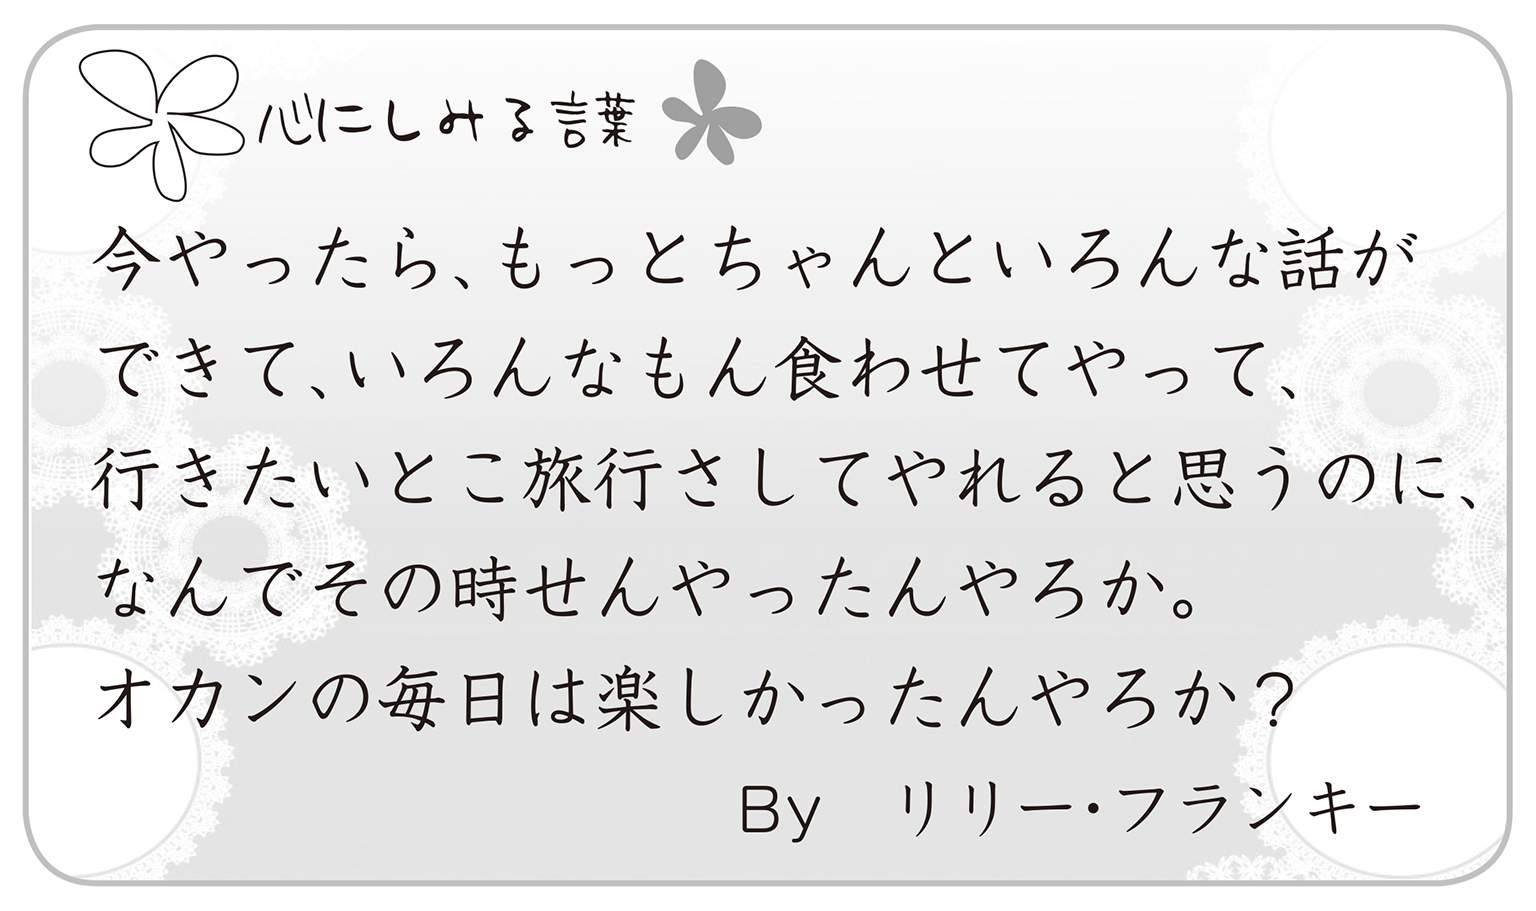 心にしみる言葉
今やったら、もっとちゃんといろんな話が
できて、いろんなもん食わせてやって、
行きたいとこ旅行さしてやれると思うのに、
なんでその時せんやったんやろか。
オカンの毎日は楽しかったんやろか？
By　リリー・フランキー